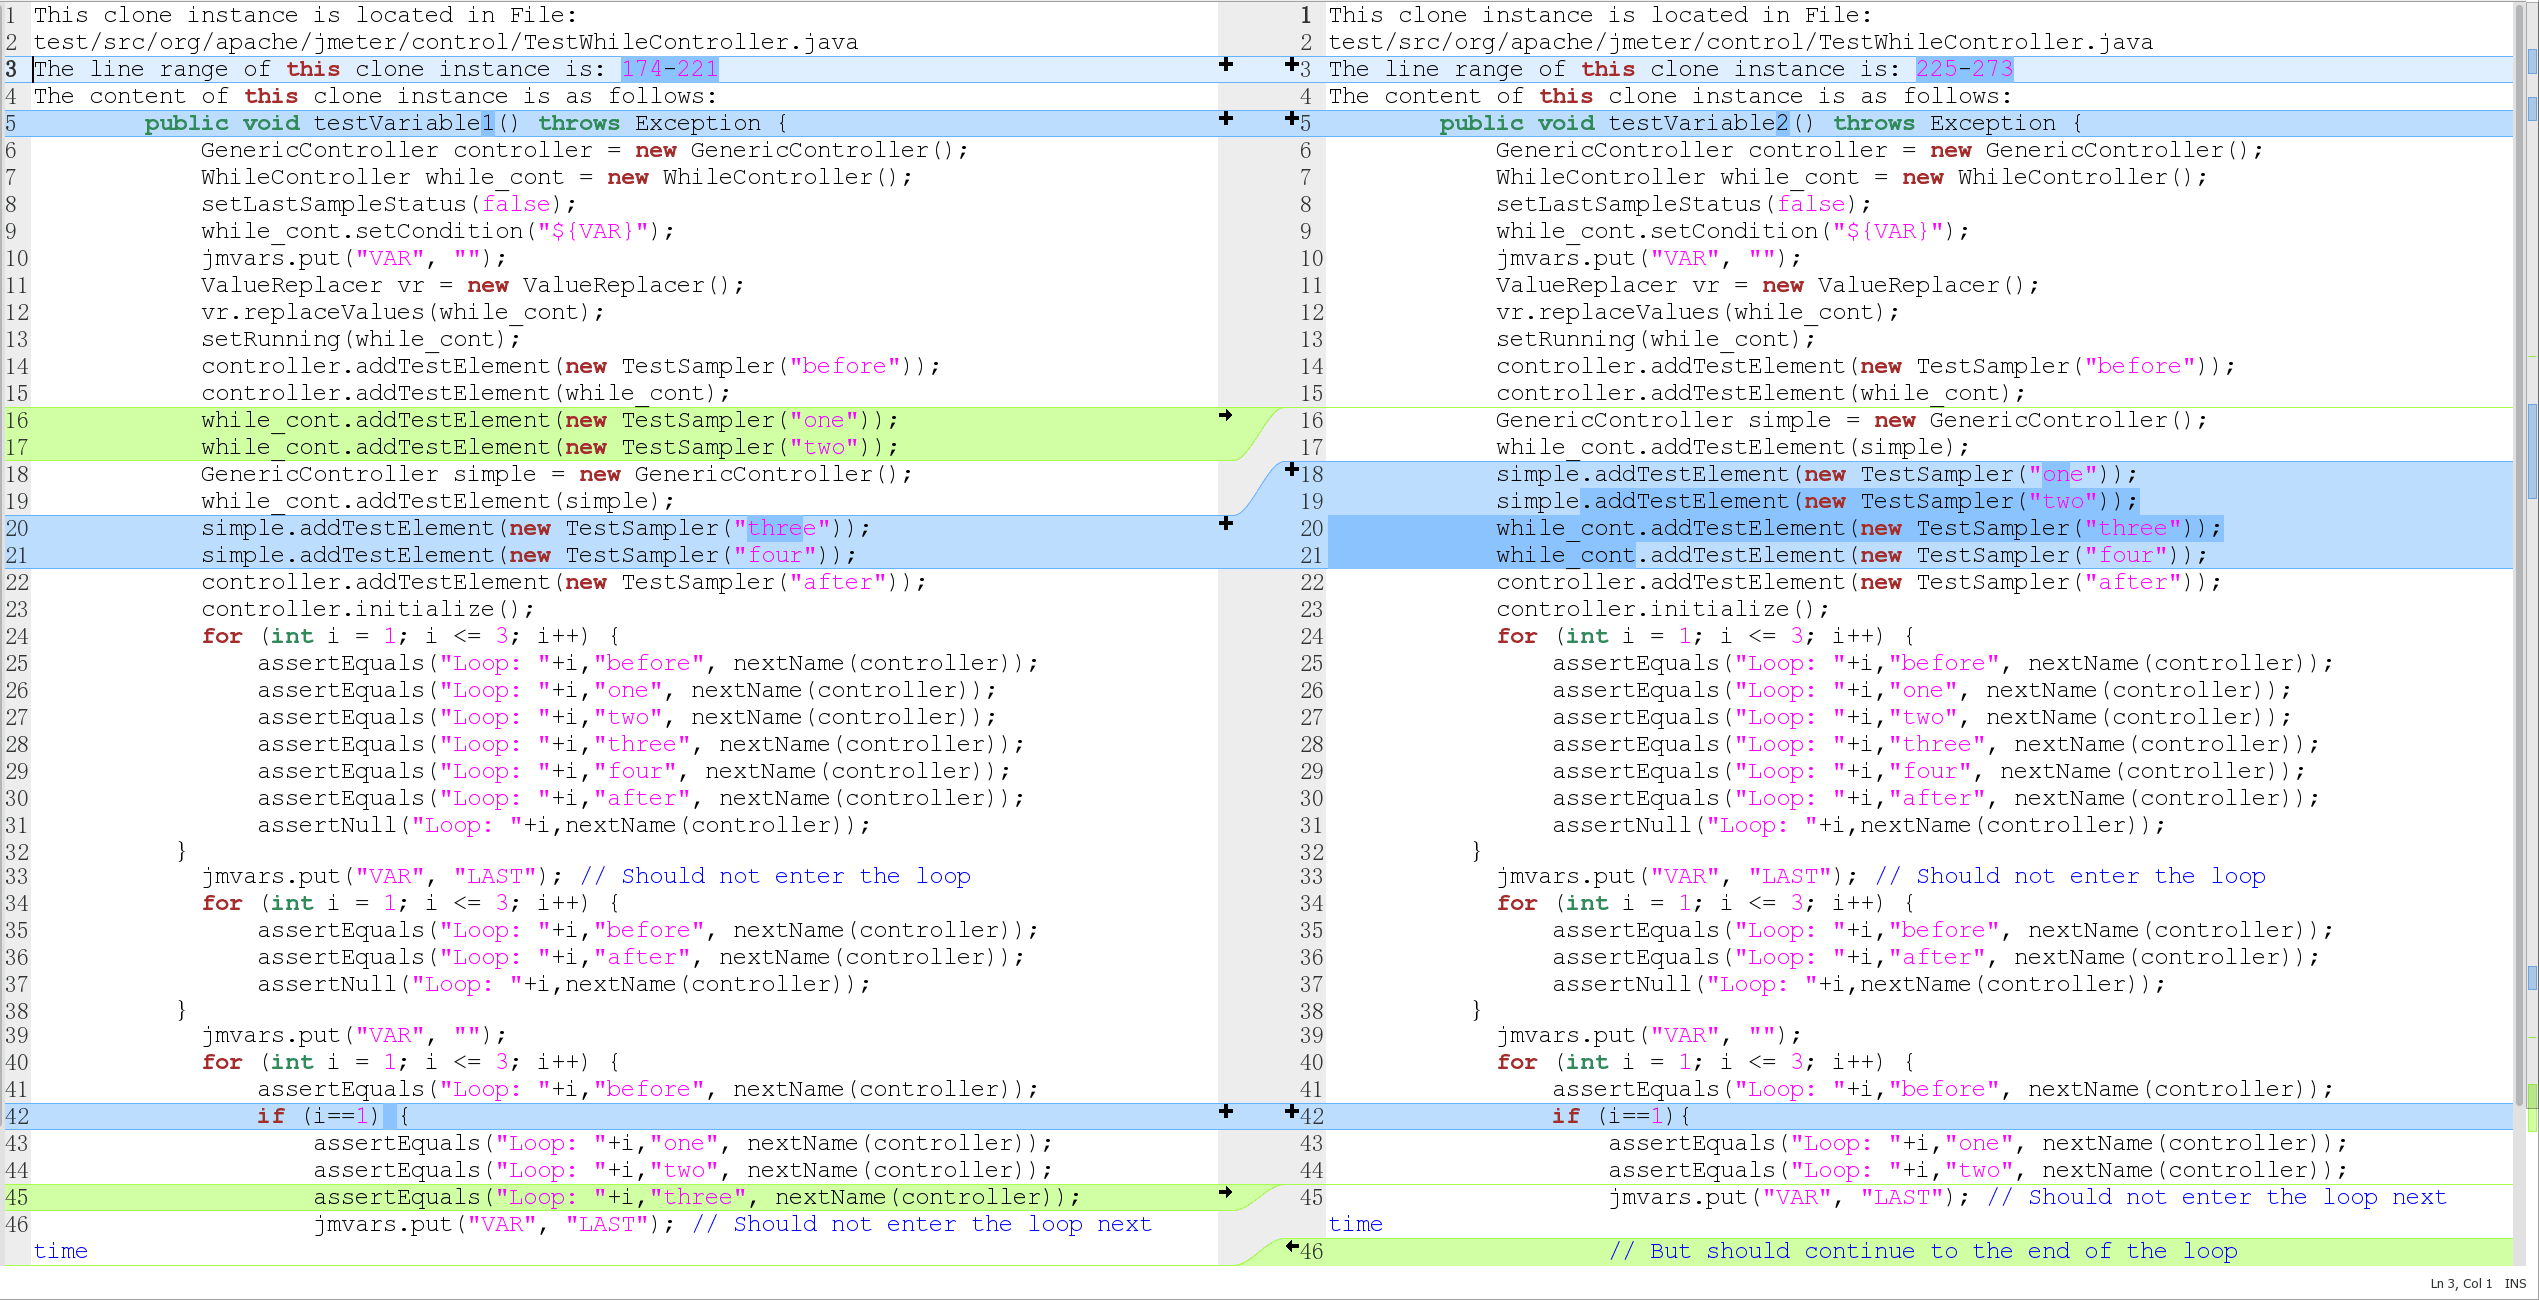 1 This clone instance is located in File:
2 test/src/org/apache/jmeter/control/TestWhileController.java
3 The line range of this clone instance is: 174-221
4 The content of this clone instance is as follows:
5 public void testVariable1() throws Exception {
6 GenericController controller = new GenericController();
7 WhileController while_cont = new WhileController();
8 setLastSampleStatus(false);
9 while_cont.setCondition("${VAR}");
10 jmvars.put("VAR", "");
11 ValueReplacer vr = new ValueReplacer();
12 vr.replaceValues(while_cont);
13 setRunning(while_cont);
14 controller.addTestElement(new TestSampler("before"));
15 controller.addTestElement(while_cont);
16 while_cont.addTestElement(new TestSampler("one"));
17 while_cont.addTestElement(new TestSampler("two"));
18 GenericController simple = new GenericController();
19 while_cont.addTestElement(simple);
20 simple.addTestElement(new TestSampler("three"));
21 simple.addTestElement(new TestSampler("four"));
22 controller.addTestElement(new TestSampler("after"));
23 controller.initialize();
24 for (int i = 1; i <= 3; i++) {
25 assertEquals("Loop: "+i,"before", nextName(controller));
26 assertEquals("Loop: "+i,"one", nextName(controller));
27 assertEquals("Loop: "+i,"two", nextName(controller));
28 assertEquals("Loop: "+i,"three", nextName(controller));
29 assertEquals("Loop: "+i,"four", nextName(controller));
30 assertEquals("Loop: "+i,"after", nextName(controller));
31 assertNull("Loop: "+i,nextName(controller));
32 }
33 jmvars.put("VAR", "LAST"); // Should not enter the loop
34 for (int i = 1; i <= 3; i++) {
35 assertEquals("Loop: "+i,"before", nextName(controller));
36 assertEquals("Loop: "+i,"after", nextName(controller));
37 assertNull("Loop: "+i,nextName(controller));
38 }
39 jmvars.put("VAR", "");
40 for (int i = 1; i <= 3; i++) {
41 assertEquals("Loop: "+i,"before", nextName(controller));
42 if (i==1) {
43 assertEquals("Loop: "+i,"one", nextName(controller));
44 assertEquals("Loop: "+i,"two", nextName(controller));
45 assertEquals("Loop: "+i,"three", nextName(controller));
46 jmvars.put("VAR", "LAST"); // Should not enter the loop next
time
1 This clone instance is located in File:
2 test/src/org/apache/jmeter/control/TestWhileController.java
3 The line range of this clone instance is: 225-273
4 The content of this clone instance is as follows:
5 public void testVariable2() throws Exception {
6 GenericController controller = new GenericController();
7 WhileController while_cont = new WhileController();
8 setLastSampleStatus(false);
9 while_cont.setCondition("${VAR}");
10 jmvars.put("VAR", "");
11 ValueReplacer vr = new ValueReplacer();
12 vr.replaceValues(while_cont);
13 setRunning(while_cont);
14 controller.addTestElement(new TestSampler("before"));
15 controller.addTestElement(while_cont);
16 GenericController simple = new GenericController();
17 while_cont.addTestElement(simple);
18 simple.addTestElement(new TestSampler("one"));
19 simple.addTestElement(new TestSampler("two"));
20 while_cont.addTestElement(new TestSampler("three"));
21 while_cont.addTestElement(new TestSampler("four"));
22 controller.addTestElement(new TestSampler("after"));
23 controller.initialize();
24 for (int i = 1; i <= 3; i++) {
25 assertEquals("Loop: "+i,"before", nextName(controller));
26 assertEquals("Loop: "+i,"one", nextName(controller));
27 assertEquals("Loop: "+i,"two", nextName(controller));
28 assertEquals("Loop: "+i,"three", nextName(controller));
29 assertEquals("Loop: "+i,"four", nextName(controller));
30 assertEquals("Loop: "+i,"after", nextName(controller));
31 assertNull("Loop: "+i,nextName(controller));
32 }
33 jmvars.put("VAR", "LAST"); // Should not enter the loop
34 for (int i = 1; i <= 3; i++) {
35 assertEquals("Loop: "+i,"before", nextName(controller));
36 assertEquals("Loop: "+i,"after", nextName(controller));
37 assertNull("Loop: "+i,nextName(controller));
38 }
39 jmvars.put("VAR", "");
40 for (int i = 1; i <= 3; i++) {
41 assertEquals("Loop: "+i,"before", nextName(controller));
42 if (i==1){
43 assertEquals("Loop: "+i,"one", nextName(controller));
44 assertEquals("Loop: "+i,"two", nextName(controller));
45 jmvars.put("VAR", "LAST"); // Should not enter the loop next
time
46 // But should continue to the end of the loop
Ln 3, Col 1 INS